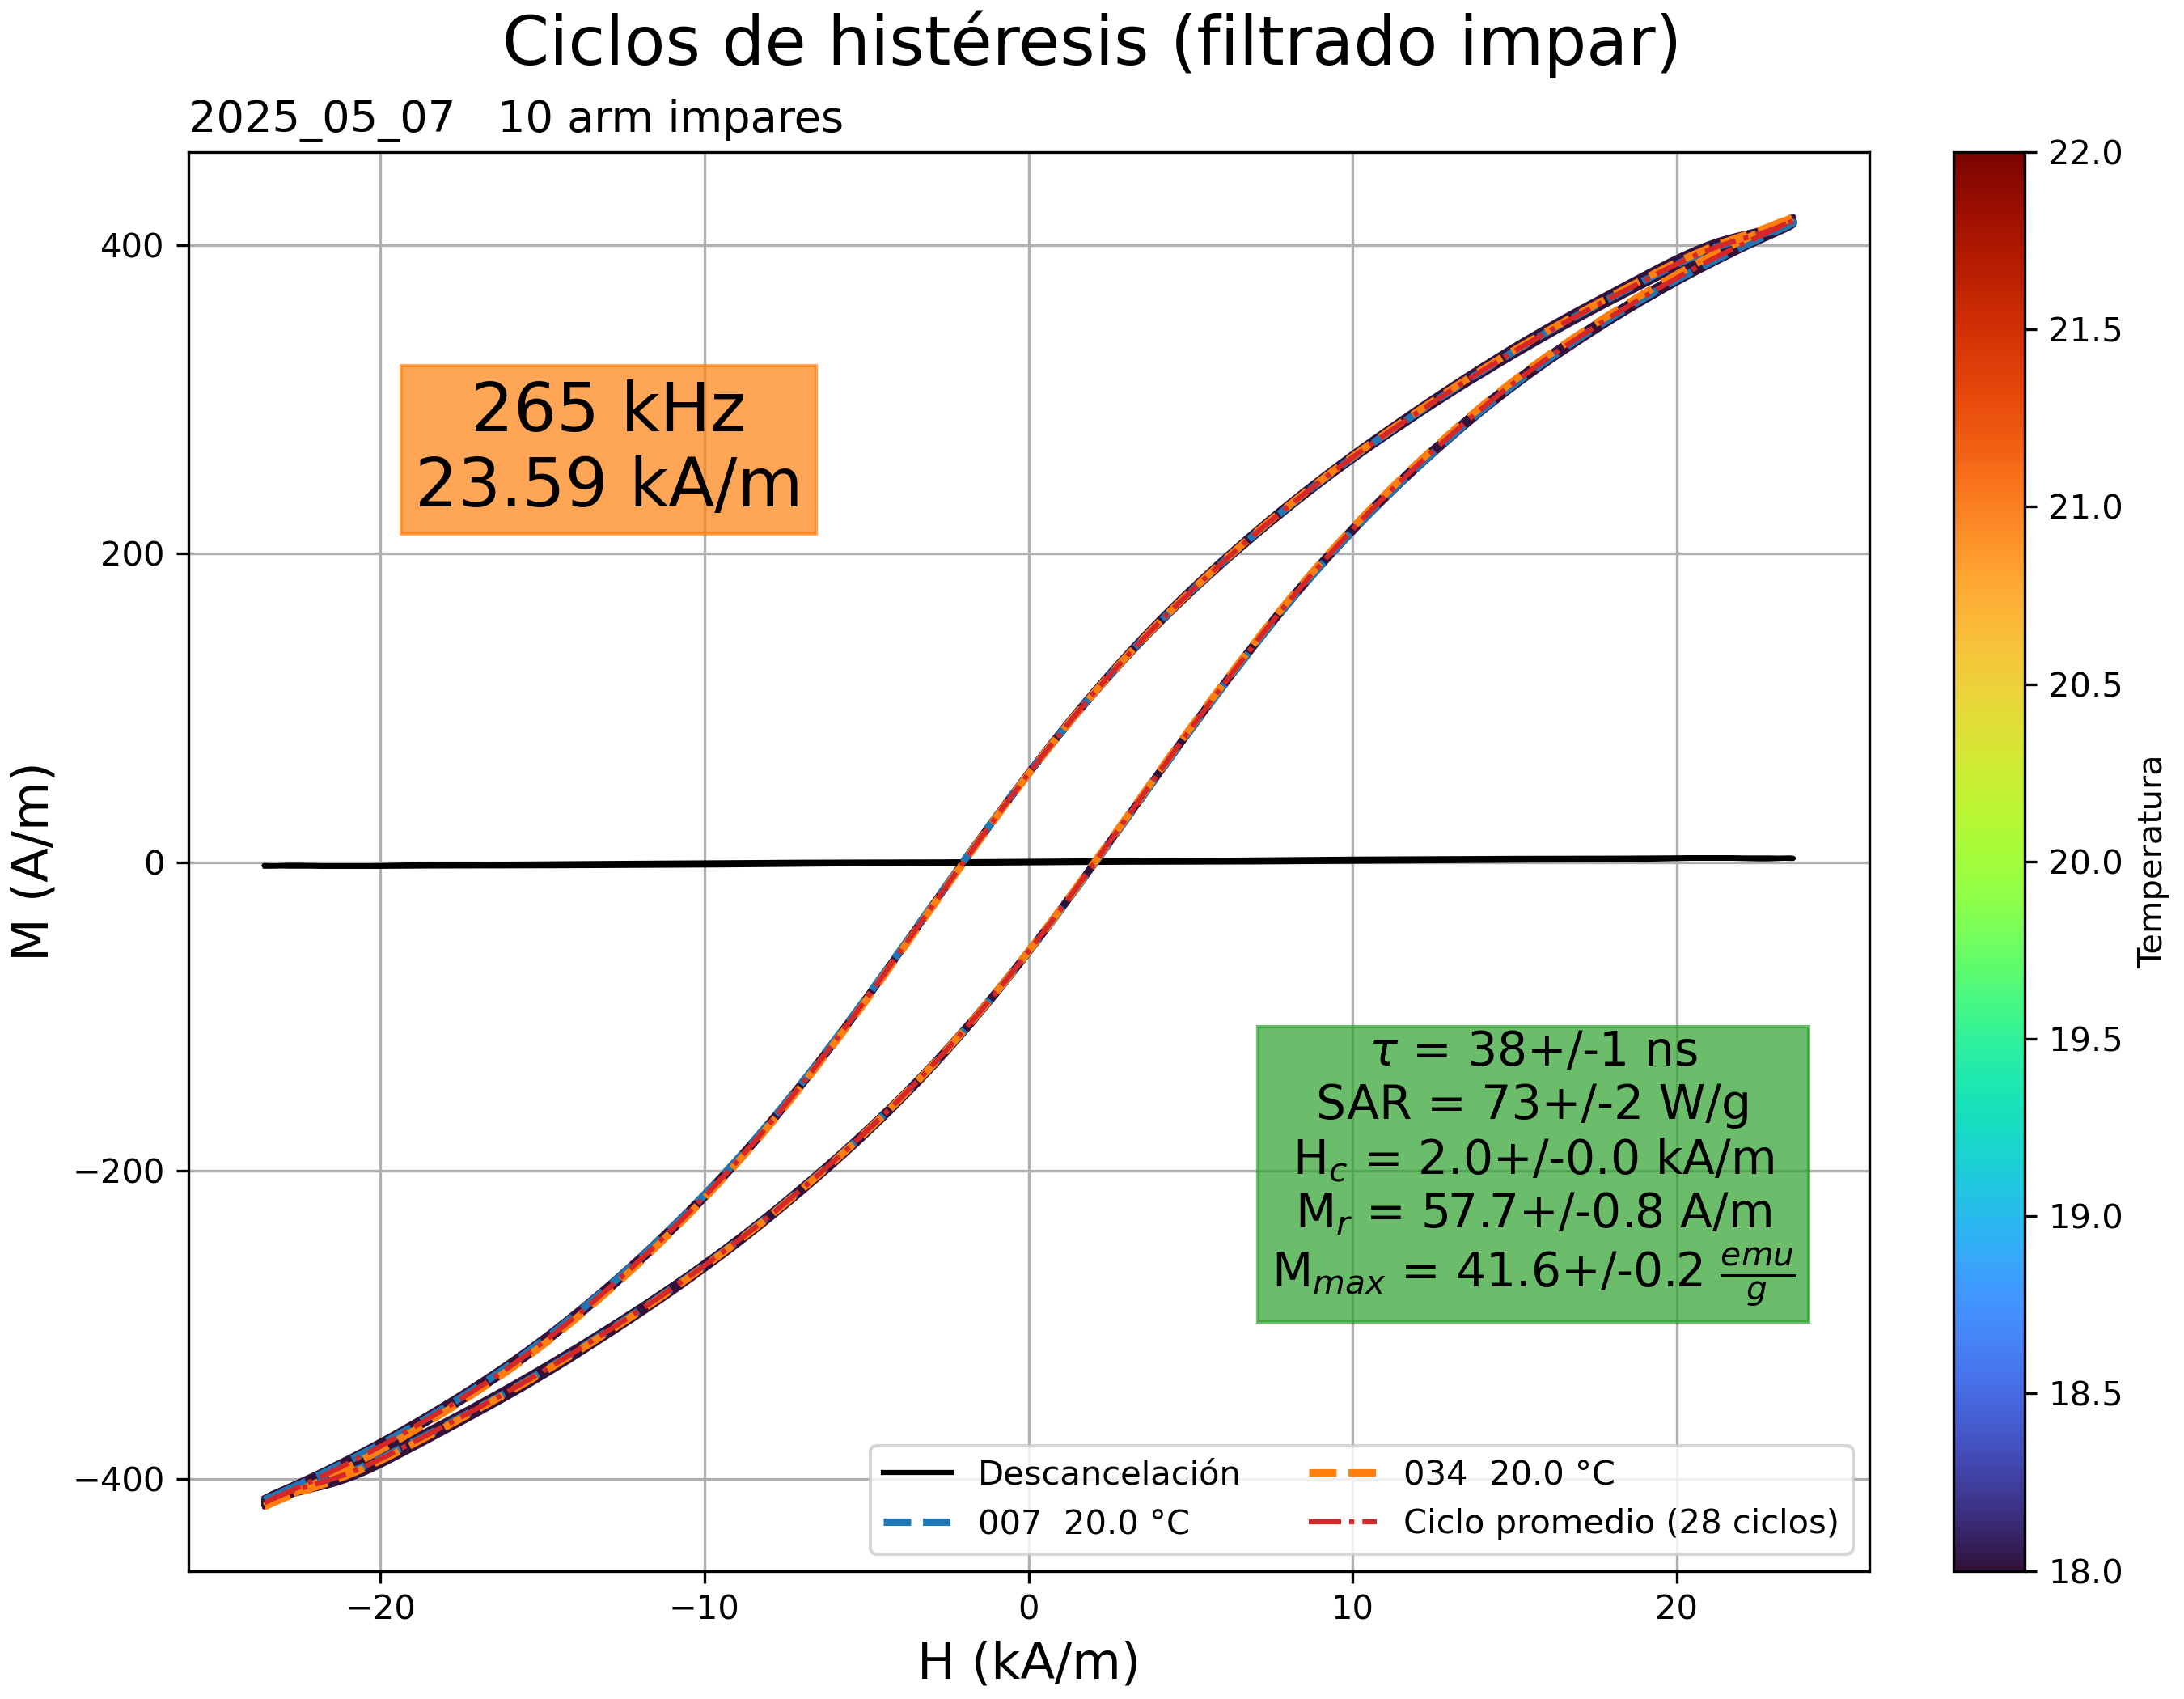 Ciclos de histéresis (filtrado impar)
2025_05_07   10 arm impares
265 kHz
23.59 kA/m
M (A/m)
400
200
0
−200
−400
τ = 38+/-1 ns
SAR = 73+/-2 W/g
H_c = 2.0+/-0.0 kA/m
M_r = 57.7+/-0.8 A/m
M_max = 41.6+/-0.2 emu/g
Descancelación
007  20.0 °C
034  20.0 °C
Ciclo promedio (28 ciclos)
−20
−10
0
10
20
H (kA/m)
22.0
21.5
21.0
20.5
20.0
19.5
19.0
18.5
18.0
Temperatura